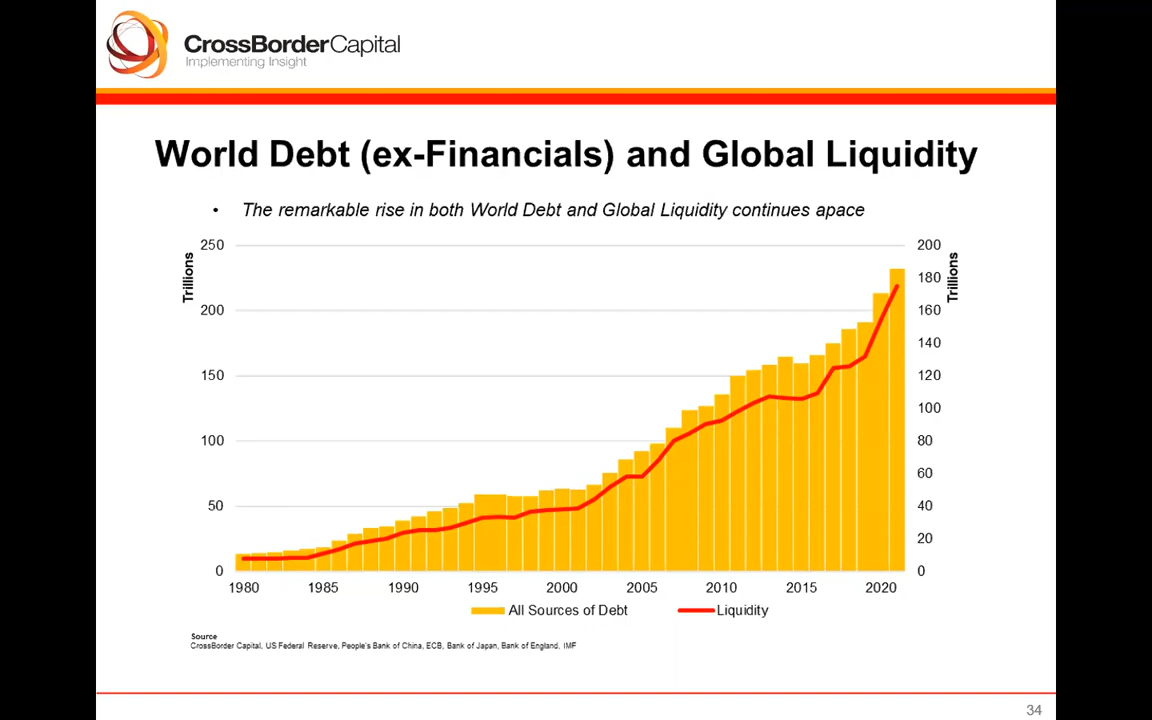 CrossBorderCapital
Implementing Insight
World Debt (ex-Financials) and Global Liquidity
• The remarkable rise in both World Debt and Global Liquidity continues apace
Trillions
250
200
150
100
50
0
200
180
160
140
120
100
80
60
40
20
0
Trillions
1980 1985 1990 1995 2000 2005 2010 2015 2020
All Sources of Debt Liquidity
Source
CrossBorder Capital, US Federal Reserve, People's Bank of China, ECB, Bank of Japan, Bank of England, IMF
34